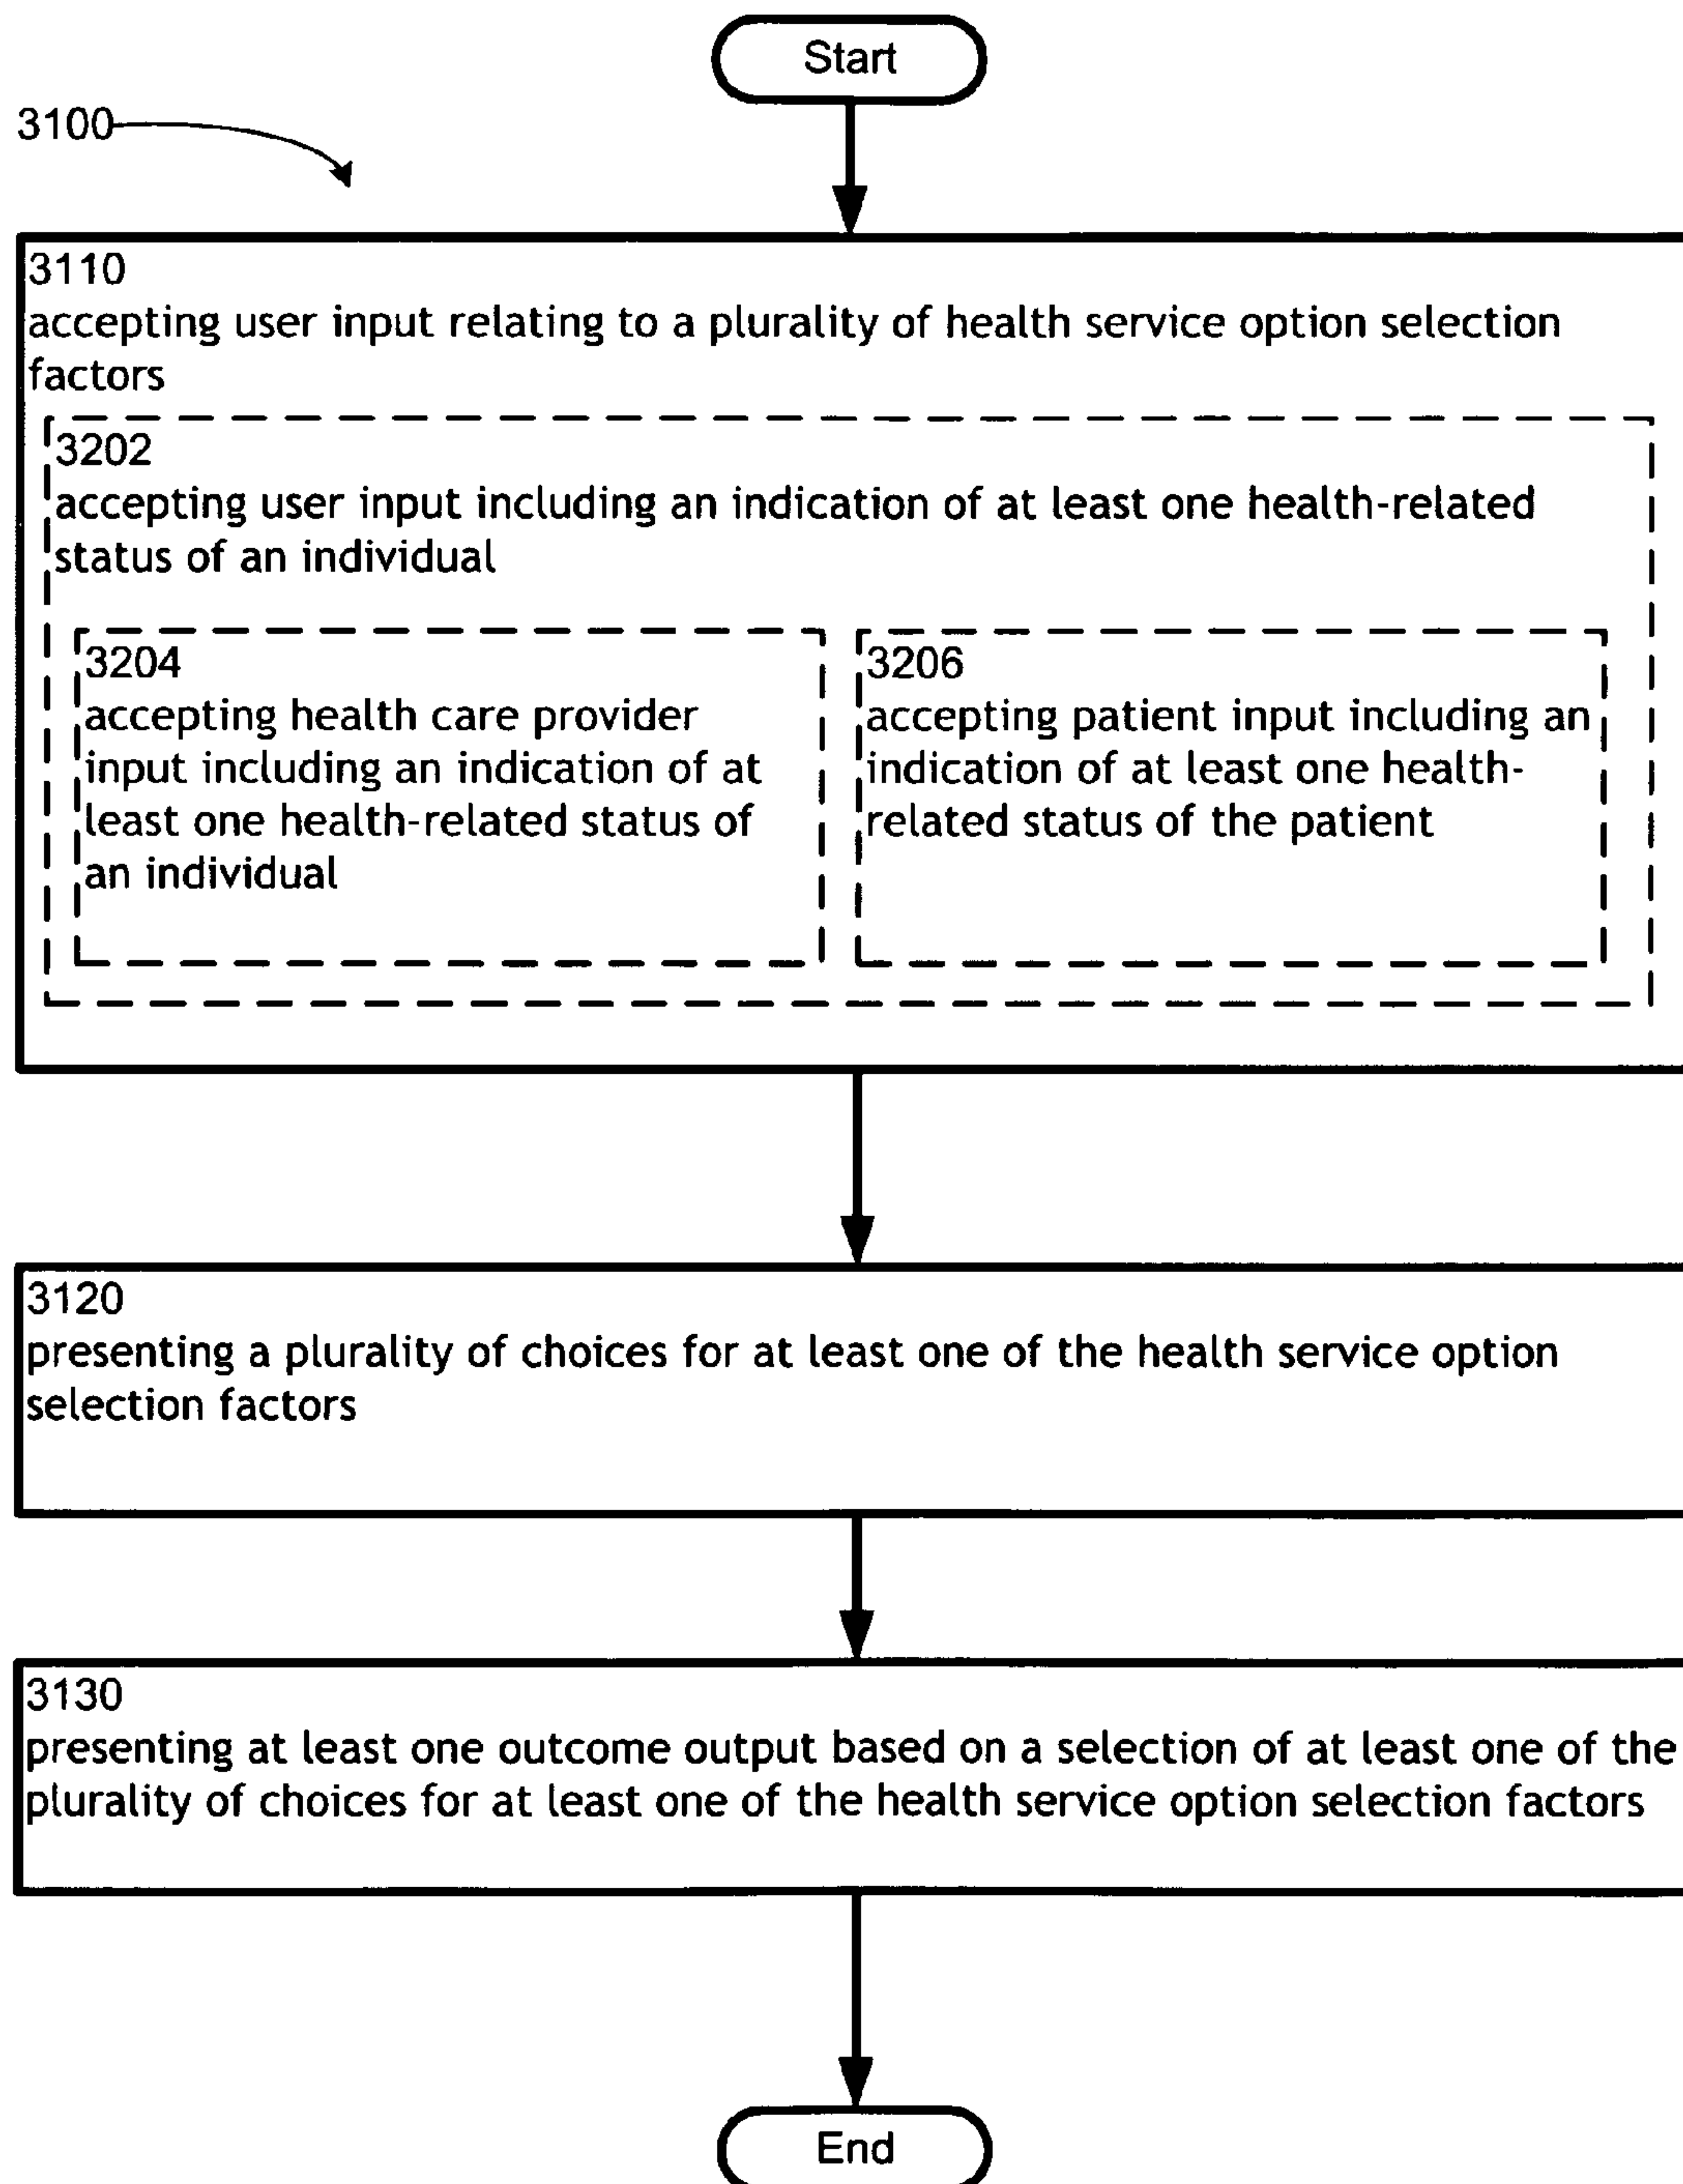 Start
3100
3110
accepting user input relating to a plurality of health service option selection
factors
3202
accepting user input including an indication of at least one health-related
status of an individual
3204
accepting health care provider
input including an indication of at
least one health-related status of
an individual
3206
accepting patient input including an
indication of at least one health-
related status of the patient
3120
presenting a plurality of choices for at least one of the health service option
selection factors
3130
presenting at least one outcome output based on a selection of at least one of the
plurality of choices for at least one of the health service option selection factors
End